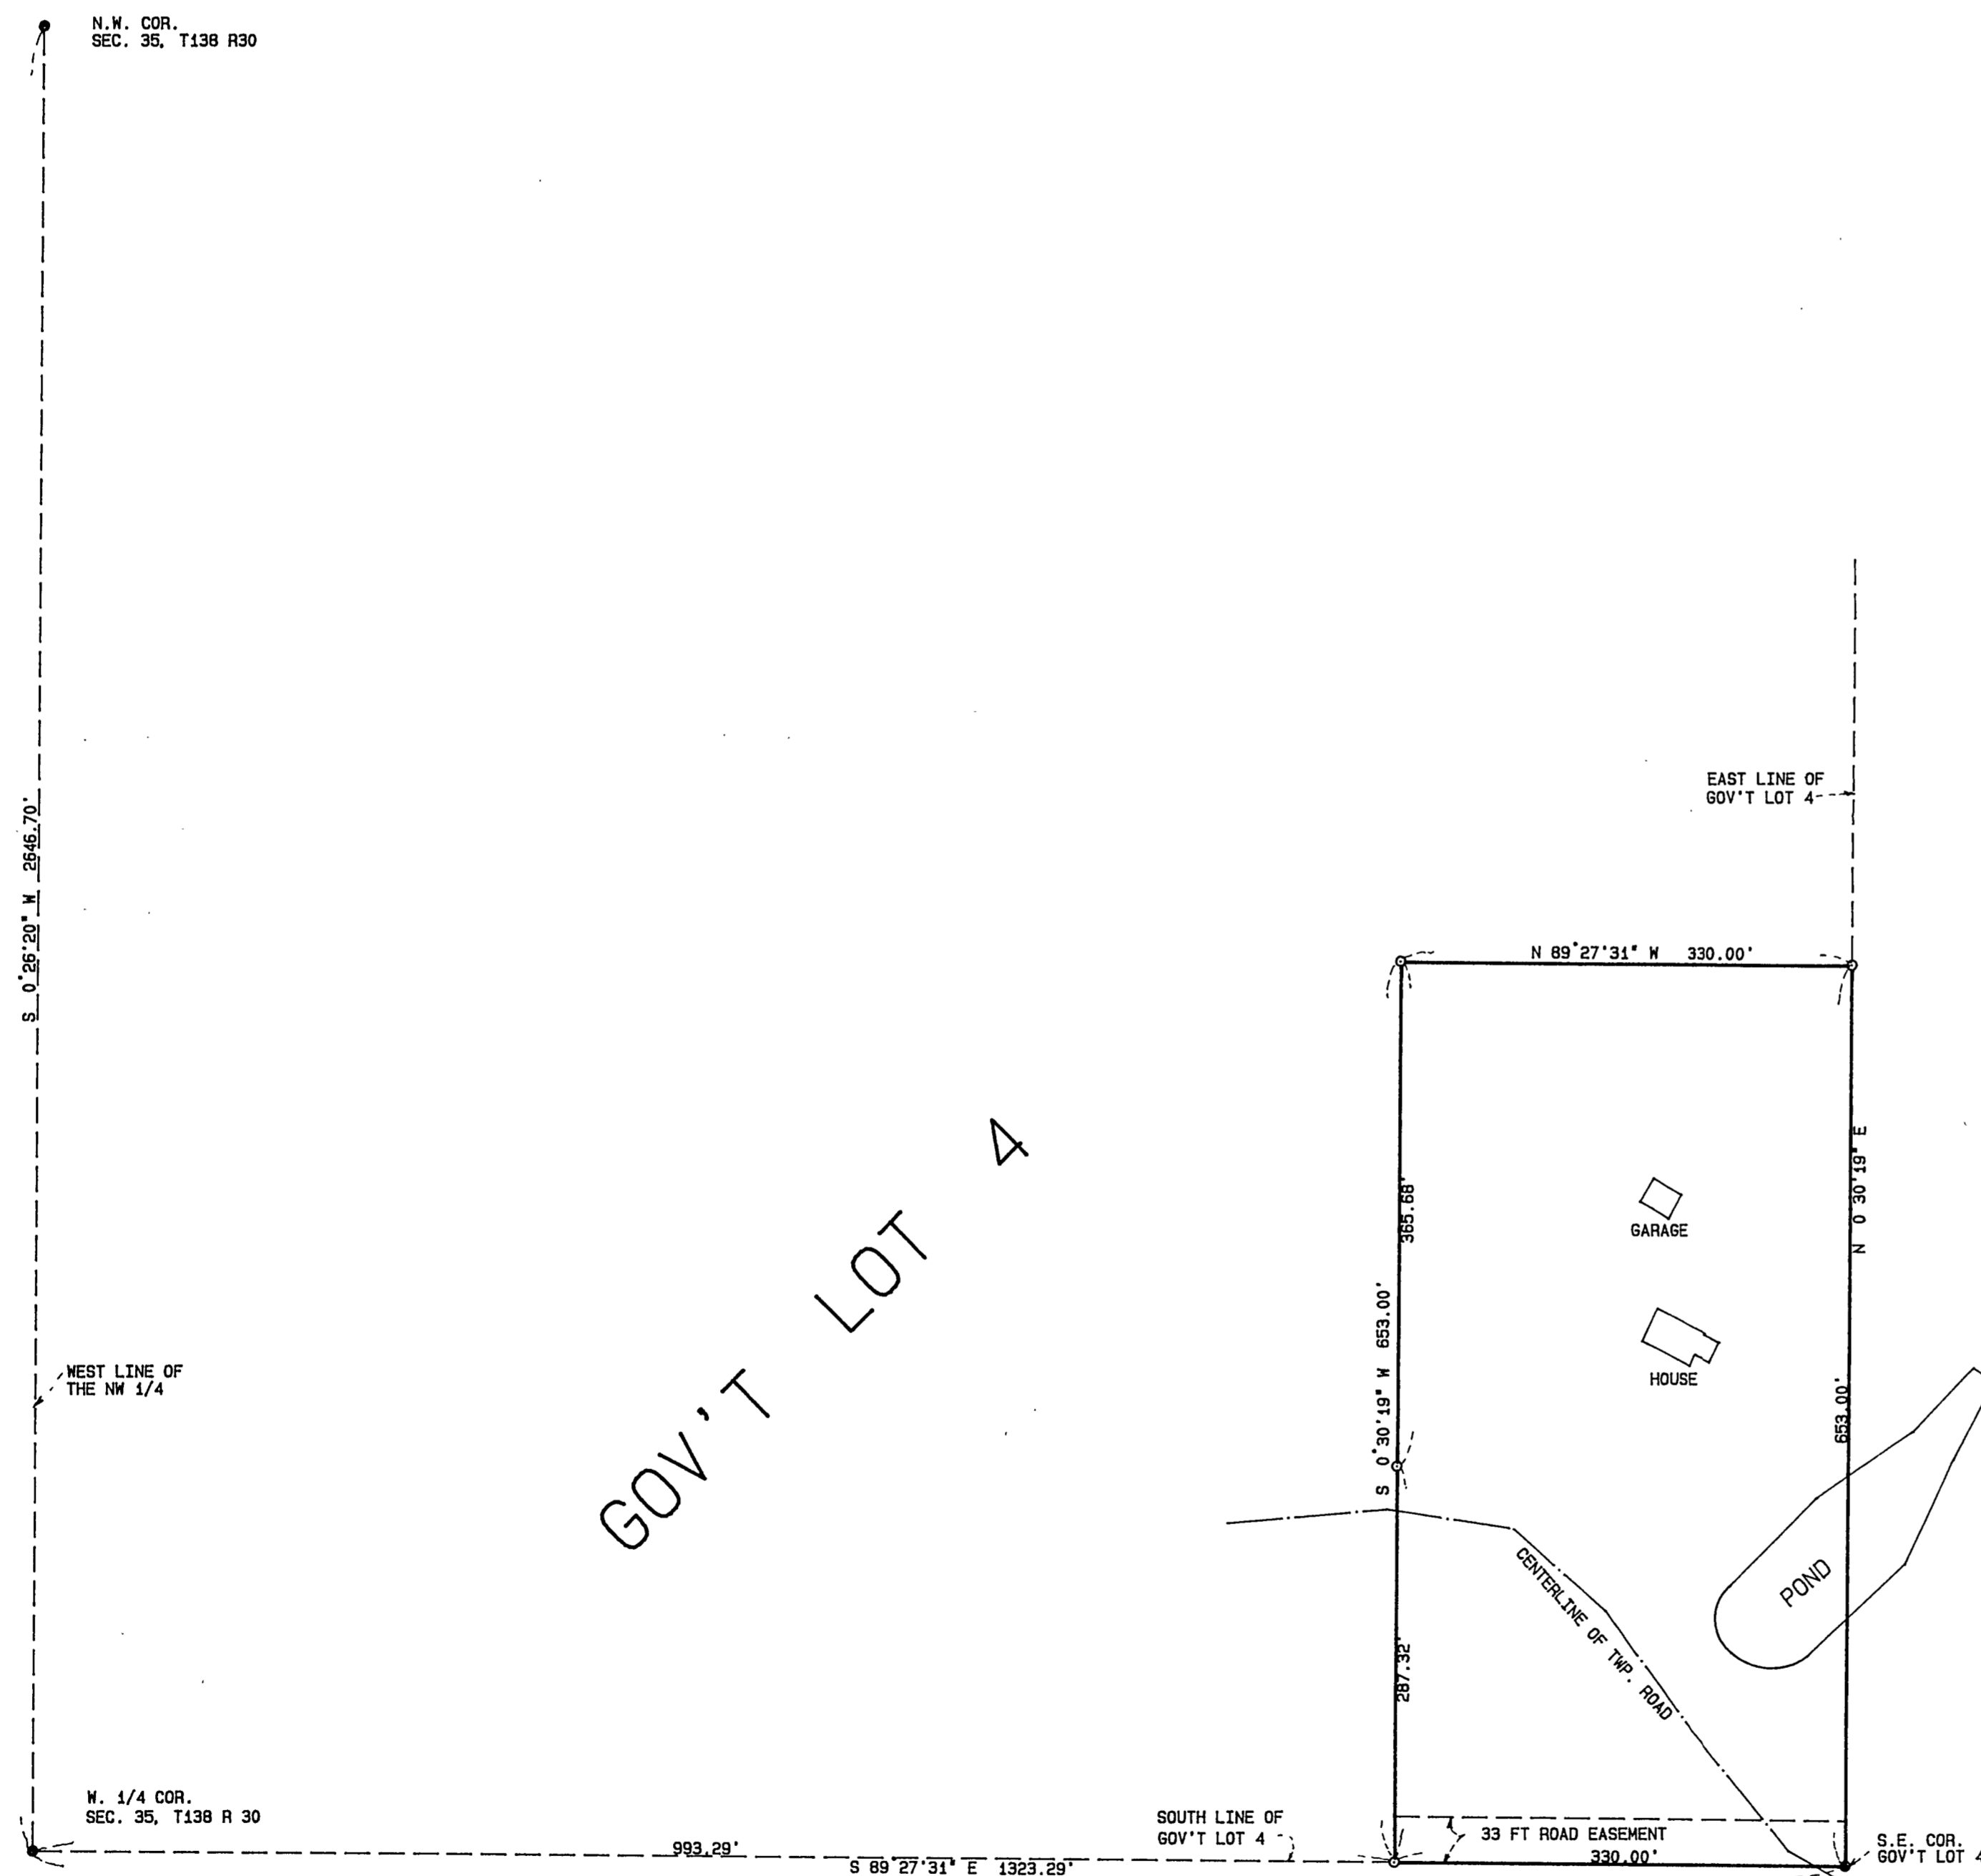 N.W. COR.
SEC. 35, T138 R30
S 0°26'20" W 2646.70'
EAST LINE OF
GOV'T LOT 4
N 89°27'31" W 330.00'
N 0 30'19" E
653.00'
365.68'
S 0°30'19" W 653.00'
287.32'
GARAGE
HOUSE
POND
GOV'T LOT 4
WEST LINE OF
THE NW 1/4
CENTERLINE OF TWP. ROAD
W. 1/4 COR.
SEC. 35, T138 R 30
993.29'
S 89°27'31" E 1323.29'
SOUTH LINE OF
GOV'T LOT 4
33 FT ROAD EASEMENT
330.00'
S.E. COR.
GOV'T LOT 4